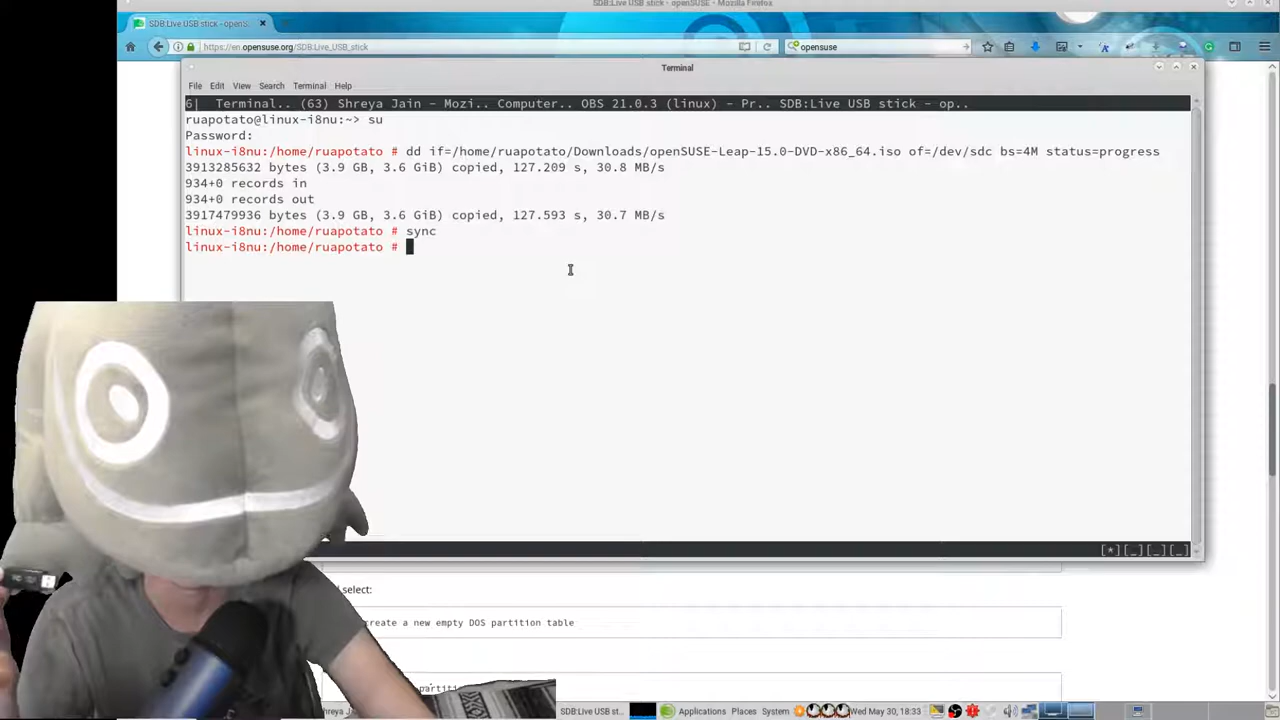 SDB:Live USB stick - openSUSE - Mozilla Firefox
SDB:Live USB stick - openS
https://en.opensuse.org/SDB:Live_USB_stick
opensuse
Terminal
File Edit View Search Terminal Help
6| Terminal.. (63) Shreya Jain - Mozi.. Computer.. OBS 21.0.3 (linux) - Pr.. SDB:Live USB stick - op..
ruapotato@linux-i8nu:~> su
Password:
linux-i8nu:/home/ruapotato # dd if=/home/ruapotato/Downloads/openSUSE-Leap-15.0-DVD-x86_64.iso of=/dev/sdc bs=4M status=progress
3913285632 bytes (3.9 GB, 3.6 GiB) copied, 127.209 s, 30.8 MB/s
934+0 records in
934+0 records out
3917479936 bytes (3.9 GB, 3.6 GiB) copied, 127.593 s, 30.7 MB/s
linux-i8nu:/home/ruapotato # sync
linux-i8nu:/home/ruapotato #
[*][_][_][_]
select:
create a new empty DOS partition table
Live USB st... Applications Places System Wed May 30, 18:33